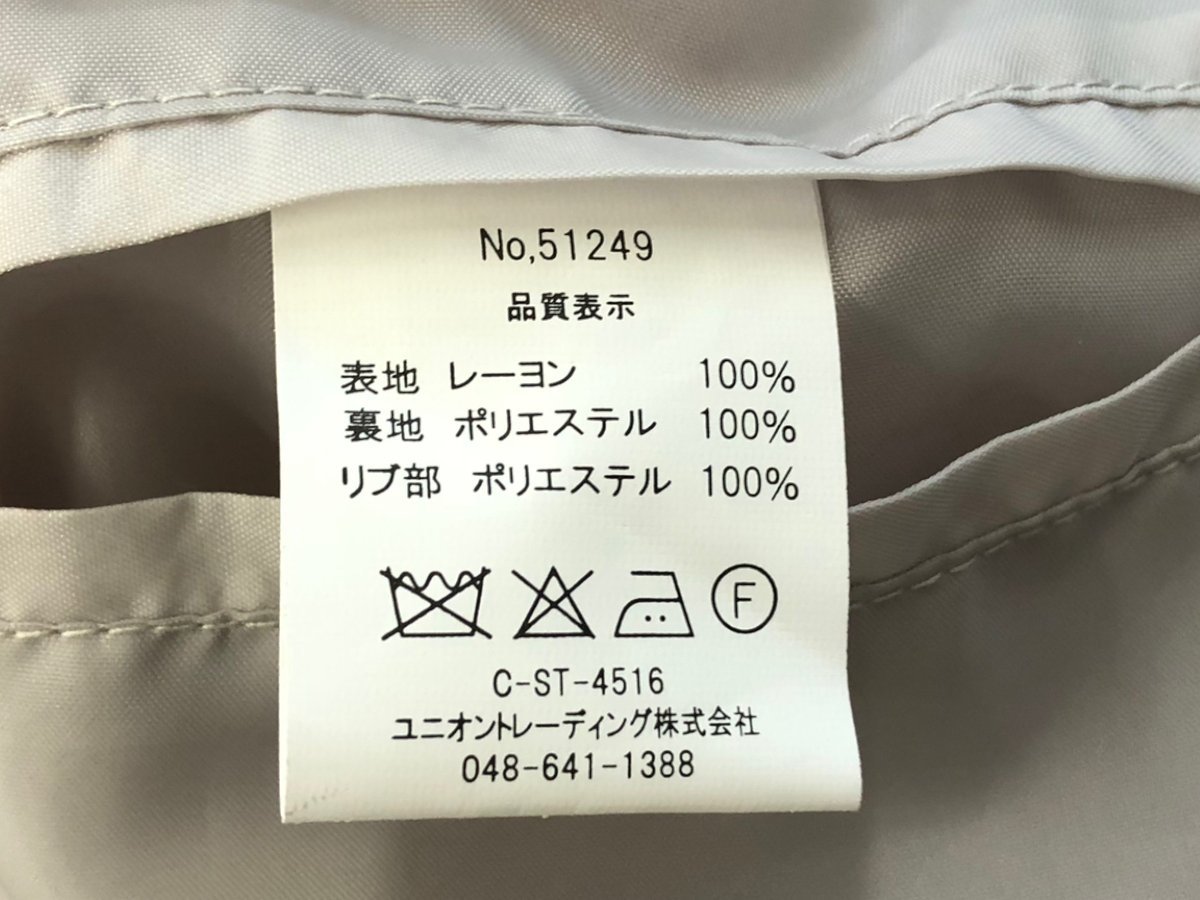 No,51249
品質表示
表地 レーヨン 100%
裏地 ポリエステル 100%
リブ部 ポリエステル 100%
F
C-ST-4516
ユニオントレーディング株式会社
048-641-1388